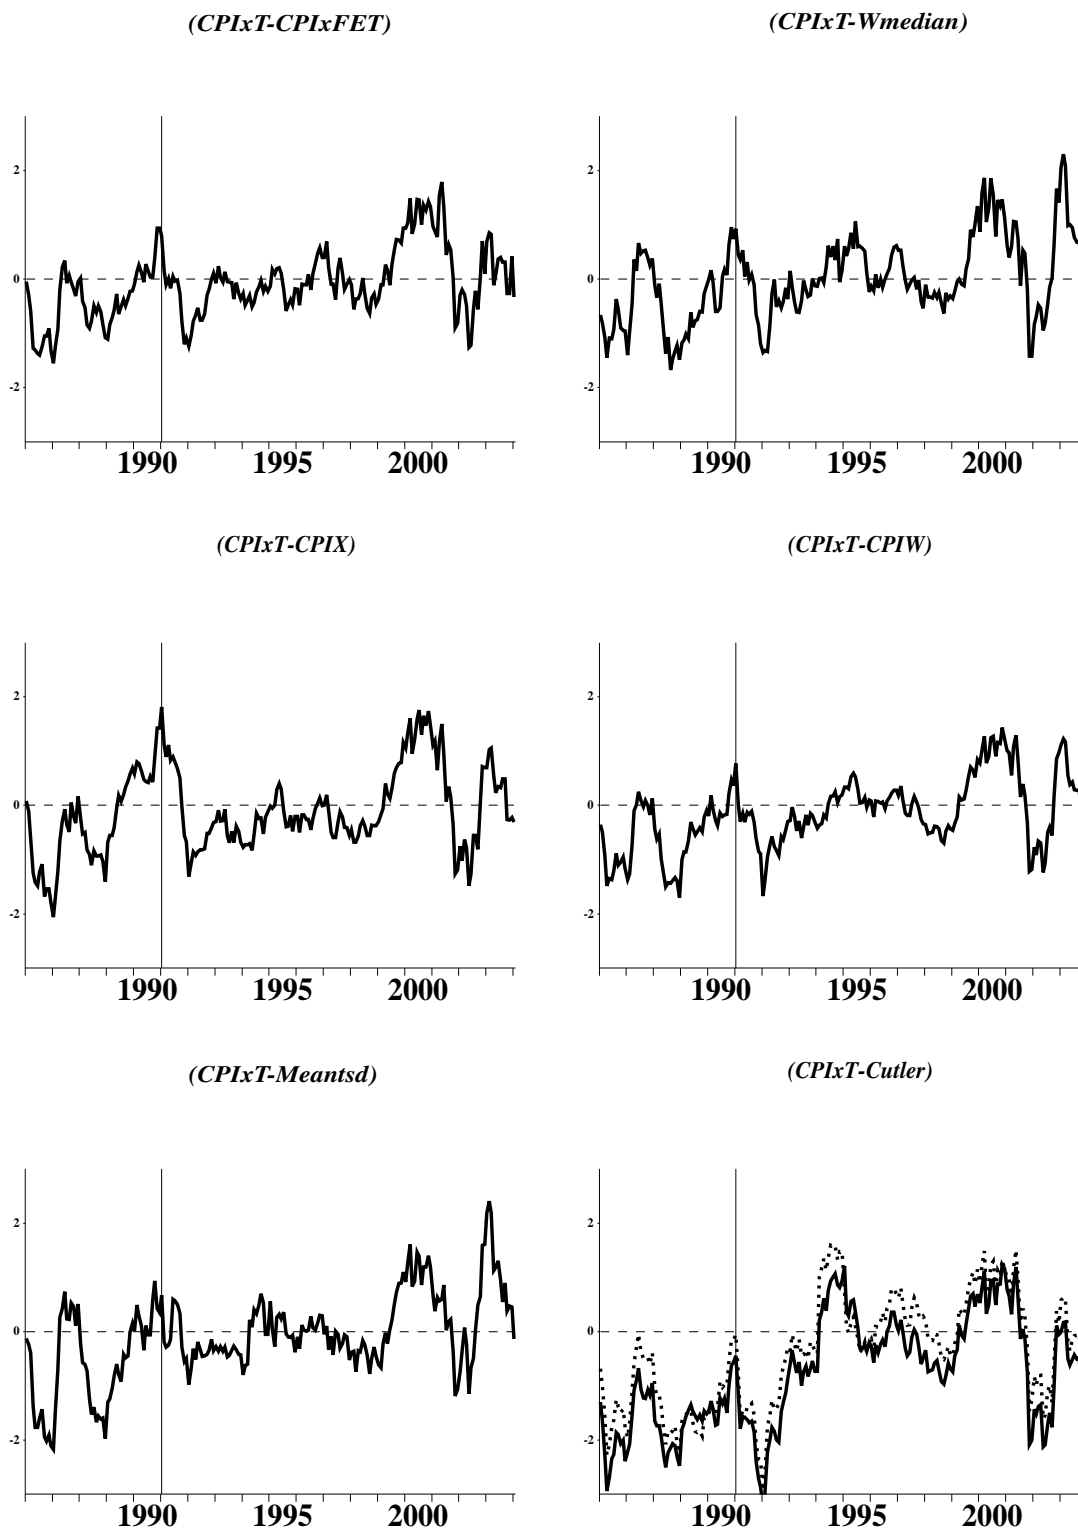 (CPIxT-CPIxFET)
(CPIxT-Wmedian)
2
0
-2
1990 1995 2000
2
0
-2
1990 1995 2000
(CPIxT-CPIX)
(CPIxT-CPIW)
2
0
-2
1990 1995 2000
2
0
-2
1990 1995 2000
(CPIxT-Meantsd)
(CPIxT-Cutler)
2
0
-2
1990 1995 2000
2
0
-2
1990 1995 2000